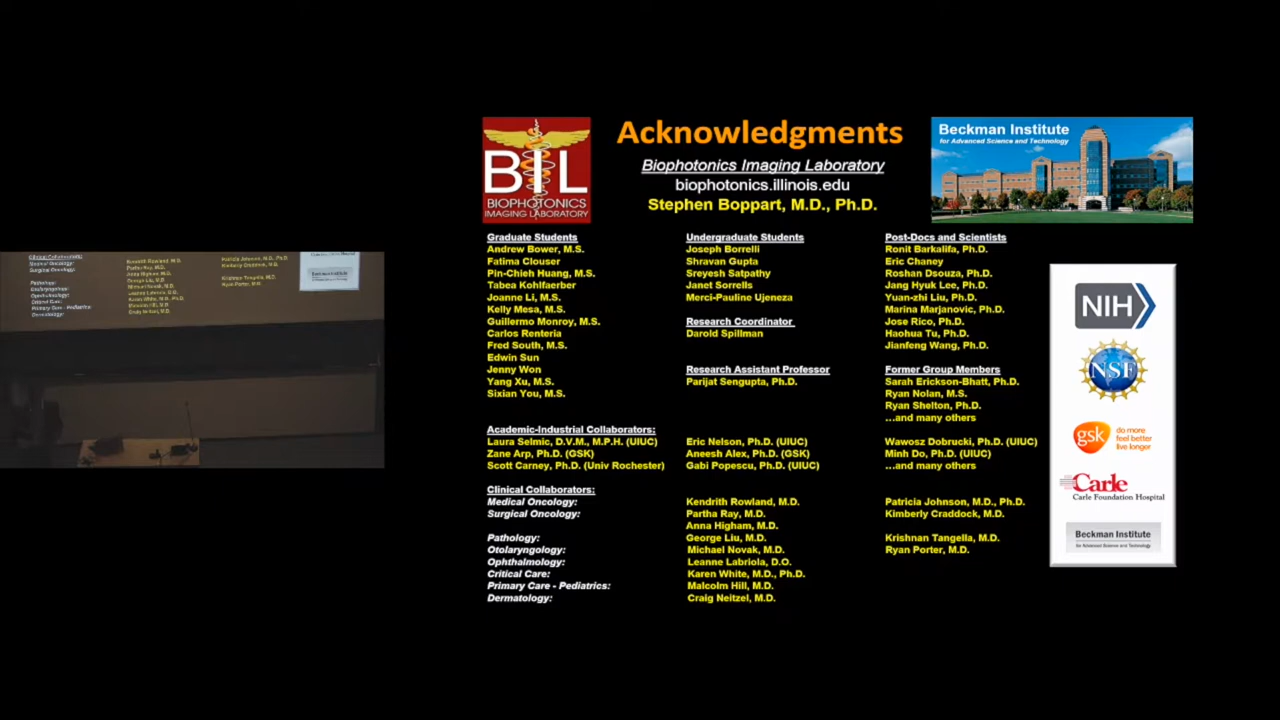 BIL
BIOPHOTONICS
IMAGING LABORATORY
Acknowledgments
Biophotonics Imaging Laboratory
biophotonics.illinois.edu
Stephen Boppart, M.D., Ph.D.
Beckman Institute
for Advanced Science and Technology
Graduate Students
Andrew Bower, M.S.
Fatima Clouser
Pin-Chieh Huang, M.S.
Tabea Kohlfaerber
Joanne Li, M.S.
Kelly Mesa, M.S.
Guillermo Monroy, M.S.
Carlos Renteria
Fred South, M.S.
Edwin Sun
Jenny Won
Yang Xu, M.S.
Sixian You, M.S.
Undergraduate Students
Joseph Borrelli
Shravan Gupta
Sreyesh Satpathy
Janet Sorrells
Merci-Pauline Ujeneza
Research Coordinator
Darold Spillman
Research Assistant Professor
Parijat Sengupta, Ph.D.
Post-Docs and Scientists
Ronit Barkalifa, Ph.D.
Eric Chaney
Roshan Dsouza, Ph.D.
Jang Hyuk Lee, Ph.D.
Yuan-zhi Liu, Ph.D.
Marina Marjanovic, Ph.D.
Jose Rico, Ph.D.
Haohua Tu, Ph.D.
Jianfeng Wang, Ph.D.
Former Group Members
Sarah Erickson-Bhatt, Ph.D.
Ryan Nolan, M.S.
Ryan Shelton, Ph.D.
...and many others
Academic-Industrial Collaborators:
Laura Selmic, D.V.M., M.P.H. (UIUC) Eric Nelson, Ph.D. (UIUC) Wawosz Dobrucki, Ph.D. (UIUC)
Zane Arp, Ph.D. (GSK) Aneesh Alex, Ph.D. (GSK) Minh Do, Ph.D. (UIUC)
Scott Carney, Ph.D. (Univ Rochester) Gabi Popescu, Ph.D. (UIUC) ...and many others
Clinical Collaborators:
Medical Oncology: Kendrith Rowland, M.D. Patricia Johnson, M.D., Ph.D.
Surgical Oncology: Partha Ray, M.D. Kimberly Craddock, M.D.
Anna Higham, M.D.
Pathology: George Liu, M.D. Krishnan Tangella, M.D.
Otolaryngology: Michael Novak, M.D. Ryan Porter, M.D.
Ophthalmology: Leanne Labriola, D.O.
Critical Care: Karen White, M.D., Ph.D.
Primary Care - Pediatrics: Malcolm Hill, M.D.
Dermatology: Craig Neitzel, M.D.
NIH
NSF
gsk do more
feel better
live longer
Carle
Carle Foundation Hospital
Beckman Institute
for Advanced Science and Technology